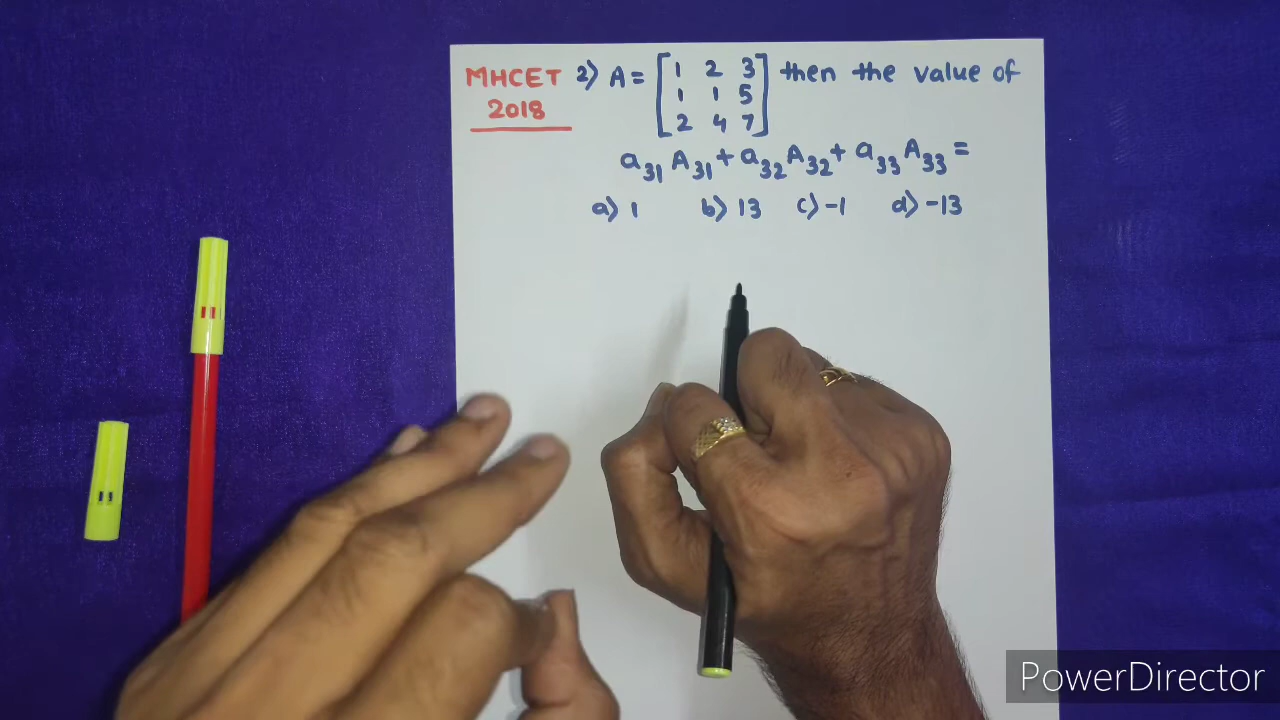 MHCET 2) A = [1 2 3] then the value of
2018 [1 1 5]
[2 4 7]
a31 A31 + a32 A32 + a33 A33 =
a) 1 b) 13 c) -1 d) -13
PowerDirector